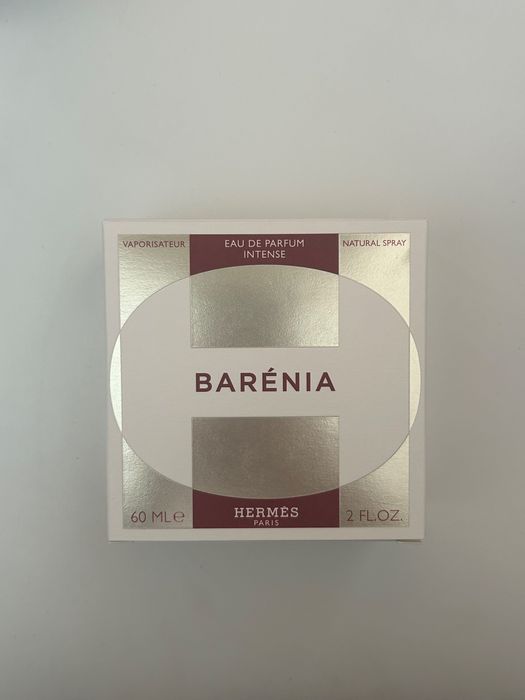 VAPORISATEUR
EAU DE PARFUM
INTENSE
NATURAL SPRAY
BARÉNIA
60 ML℮
HERMÈS
PARIS
2 FL.OZ.